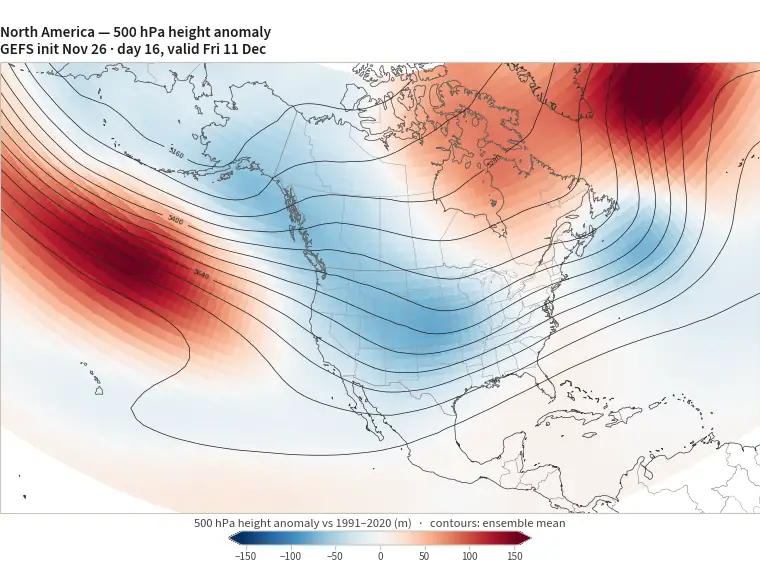 North America — 500 hPa height anomaly
GEFS init Nov 26 · day 16, valid Fri 11 Dec
5160
5400
5640
500 hPa height anomaly vs 1991–2020 (m) · contours: ensemble mean
−150 −100 −50 0 50 100 150